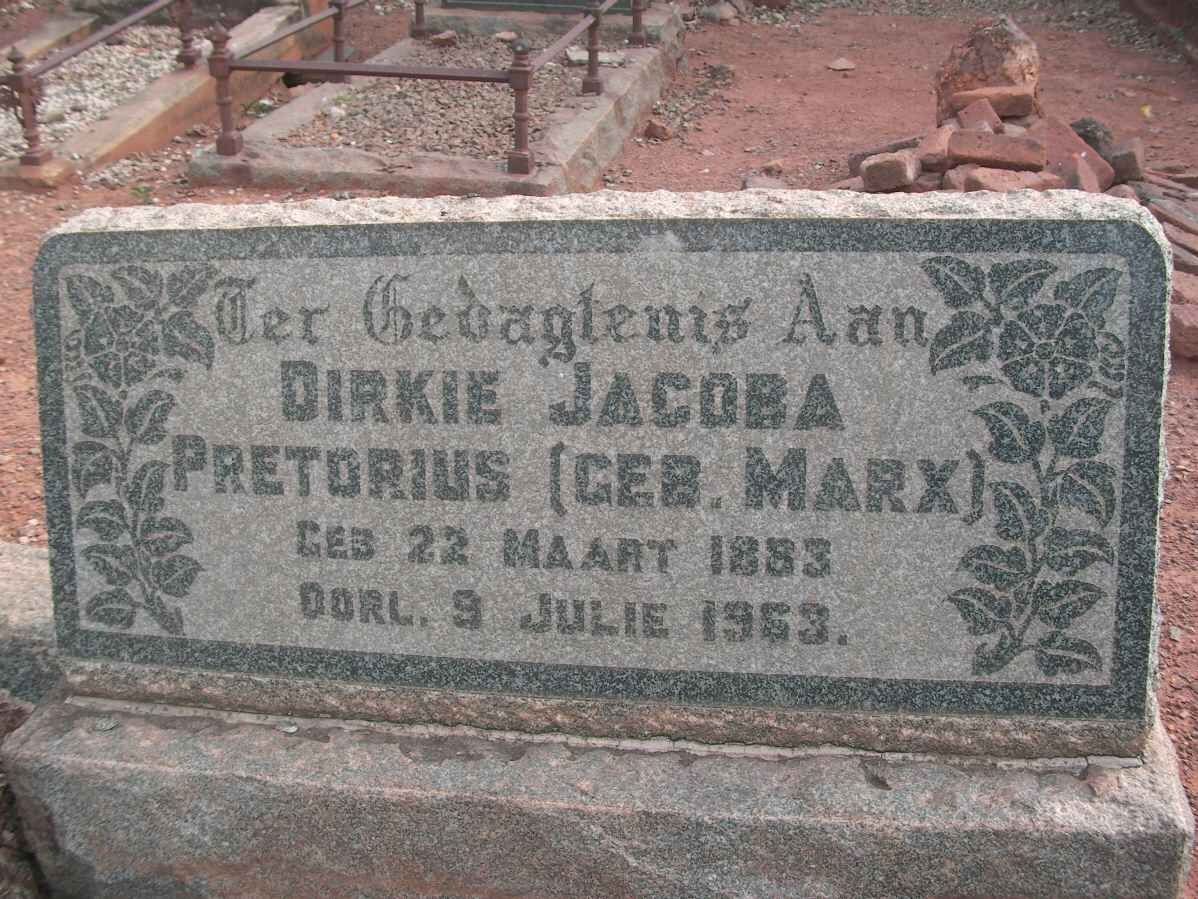 Ter Gedagtenis Aan
DIRKIE JACOBA
PRETORIUS (GEB. MARX)
GEB 22 MAART 1883
OORL. 9 JULIE 1963.